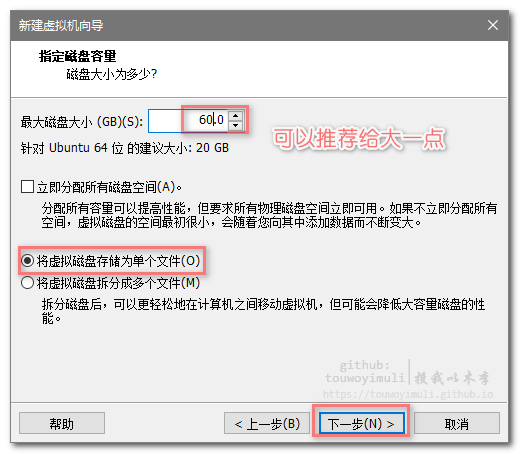 新建虚拟机向导
指定磁盘容量
磁盘大小为多少?
最大磁盘大小 (GB)(S):
60.0
可以推荐给大一点
针对 Ubuntu 64 位 的建议大小: 20 GB
立即分配所有磁盘空间(A)。
分配所有容量可以提高性能，但要求所有物理磁盘空间立即可用。如果不立即分配所有
空间，虚拟磁盘的空间最初很小，会随着您向其中添加数据而不断变大。
将虚拟磁盘存储为单个文件(O)
将虚拟磁盘拆分成多个文件(M)
拆分磁盘后，可以更轻松地在计算机之间移动虚拟机，但可能会降低大容量磁盘的性
能。
github:
touwoyimuli
投我以木李
https://touwoyimuli.github.io
帮助
< 上一步(B)
下一步(N) >
取消